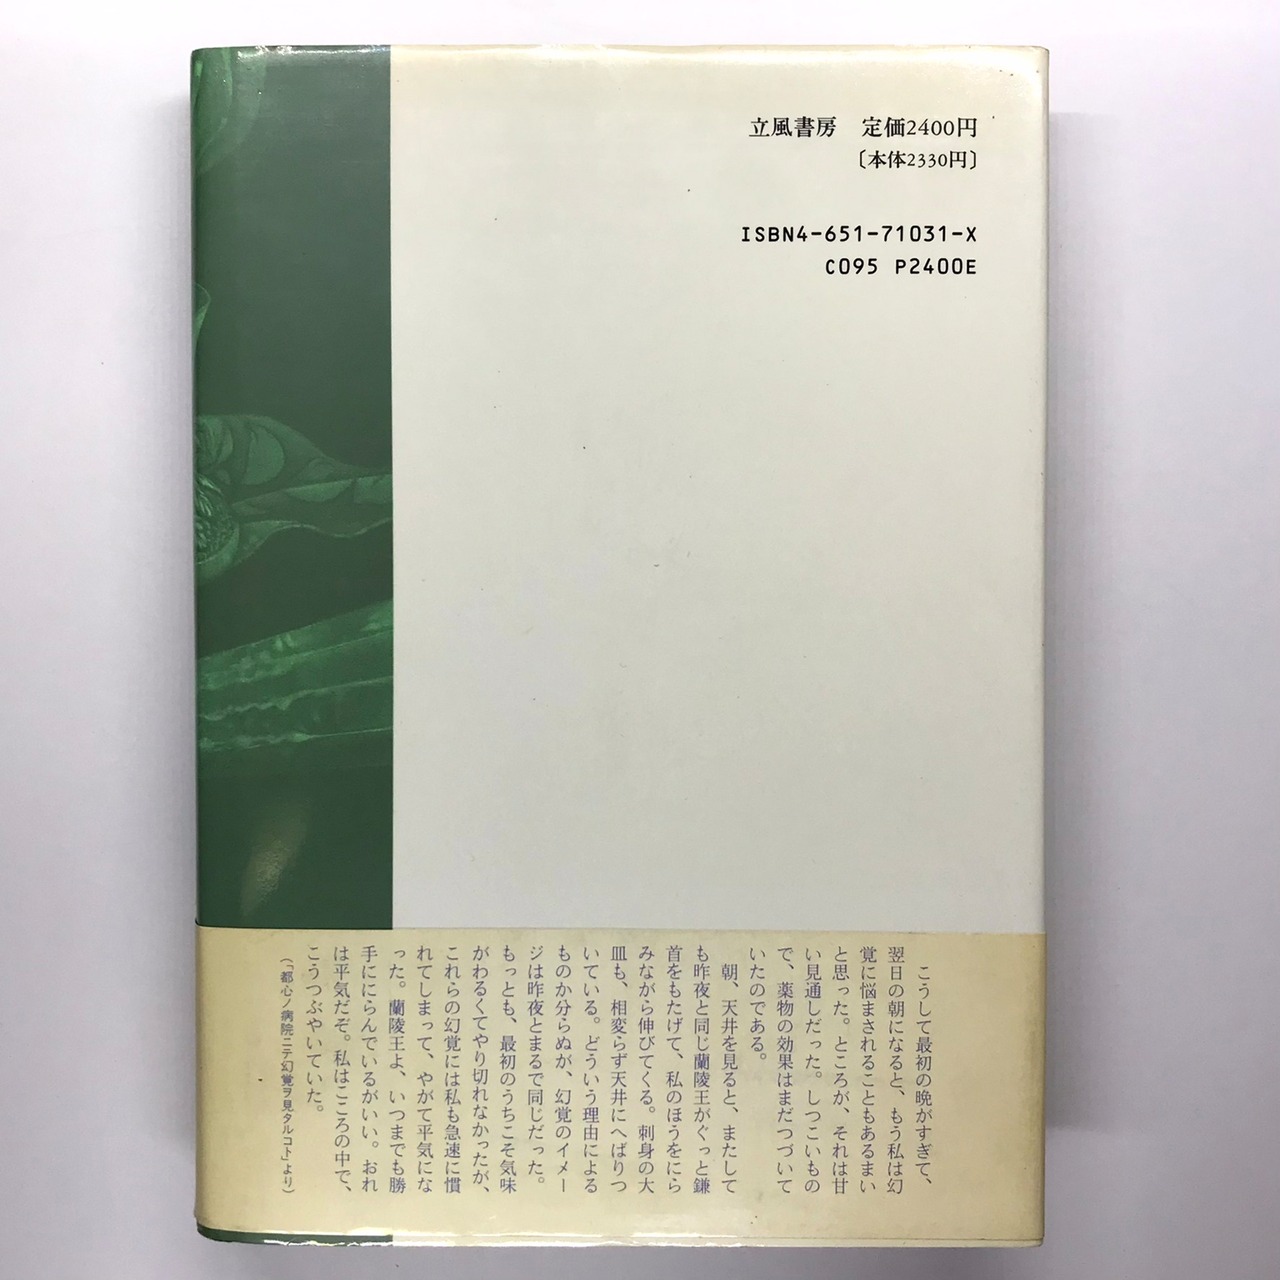 立風書房　定価2400円
〔本体2330円〕
ISBN4-651-71031-X
C095 P2400E
こうして最初の晩がすぎて、
翌日の朝になると、もう私は幻
覚に悩まされることもあるまい
と思った。ところが、それは甘
い見通しだった。しつこいもの
で、薬物の効果はまだつづいて
いたのである。
朝、天井を見ると、またして
も昨夜と同じ蘭陵王がぐっと鎌
首をもたげて、私のほうをにら
みながら伸びてくる。刺身の大
皿も、相変らず天井にへばりつ
いている。どういう理由による
ものか分らぬが、幻覚のイメー
ジは昨夜とまるで同じだった。
もっとも、最初のうちこそ気味
がわるくてやり切れなかったが、
これらの幻覚には私も急速に慣
れてしまって、やがて平気にな
った。蘭陵王よ、いつまでも勝
手ににらんでいるがいい。おれ
は平気だぞ。私はこころの中で、
こうつぶやいていた。
（「都心ノ病院ニテ幻覚ヲ見タルコト」より）